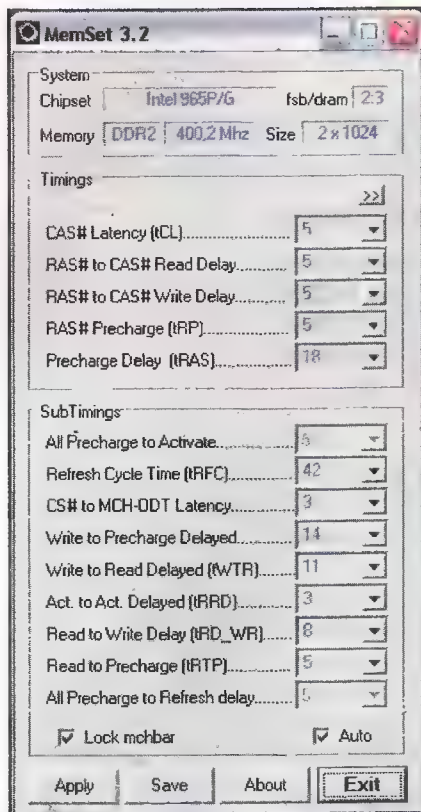 MemSet 3.2
System
Chipset Intel 965P/G fsb/dram 2:3
Memory DDR2 400,2 Mhz Size 2 x 1024
Timings
>>|
CAS# Latency (tCL) 5
RAS# to CAS# Read Delay 5
RAS# to CAS# Write Delay 5
RAS# Precharge (tRP) 5
Precharge Delay (tRAS) 18
SubTimings
All Precharge to Activate 5
Refresh Cycle Time (tRFC) 42
CS# to MCH-ODT Latency 3
Write to Precharge Delayed 14
Write to Read Delayed (tWTR) 11
Act. to Act. Delayed (tRRD) 3
Read to Write Delay (tRD_WR) 8
Read to Precharge (tRTP) 5
All Precharge to Refresh delay 5
Lock mchbar Auto
Apply Save About Exit